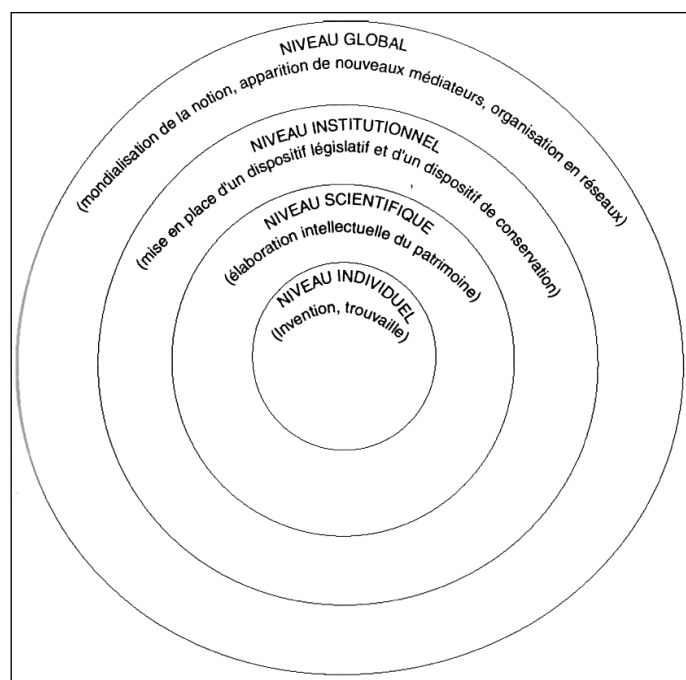 NIVEAU GLOBAL
(mondialisation de la notion, apparition de nouveaux médiateurs, organisation en réseaux)
NIVEAU INSTITUTIONNEL
(mise en place d'un dispositif législatif et d'un dispositif de conservation)
NIVEAU SCIENTIFIQUE
(élaboration intellectuelle du patrimoine)
NIVEAU INDIVIDUEL
(Invention, trouvaille)